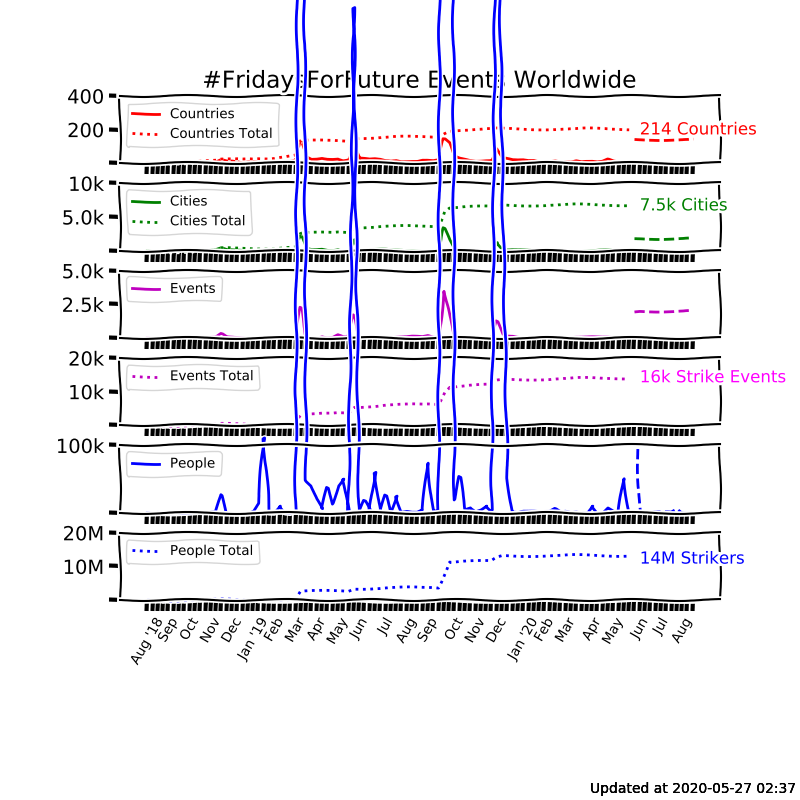 #FridaysForFuture Events Worldwide
400
200
Countries
Countries Total
214 Countries
10k
5.0k
Cities
Cities Total
7.5k Cities
5.0k
2.5k
Events
20k
10k
Events Total
16k Strike Events
100k
People
20M
10M
People Total
14M Strikers
Aug '18 Sep Oct Nov Dec Jan '19 Feb Mar Apr May Jun Jul Aug Sep Oct Nov Dec Jan '20 Feb Mar Apr May Jun Jul Aug
Updated at 2020-05-27 02:37